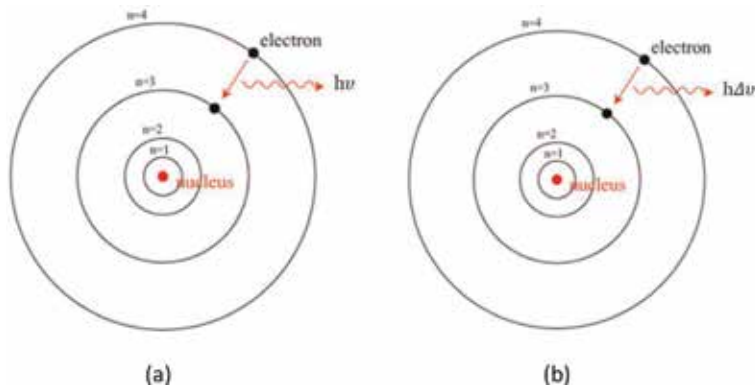 n=4
electron
hυ
n=3
n=2
n=1
nucleus
(a)
n=4
electron
hΔυ
n=3
n=2
n=1
nucleus
(b)